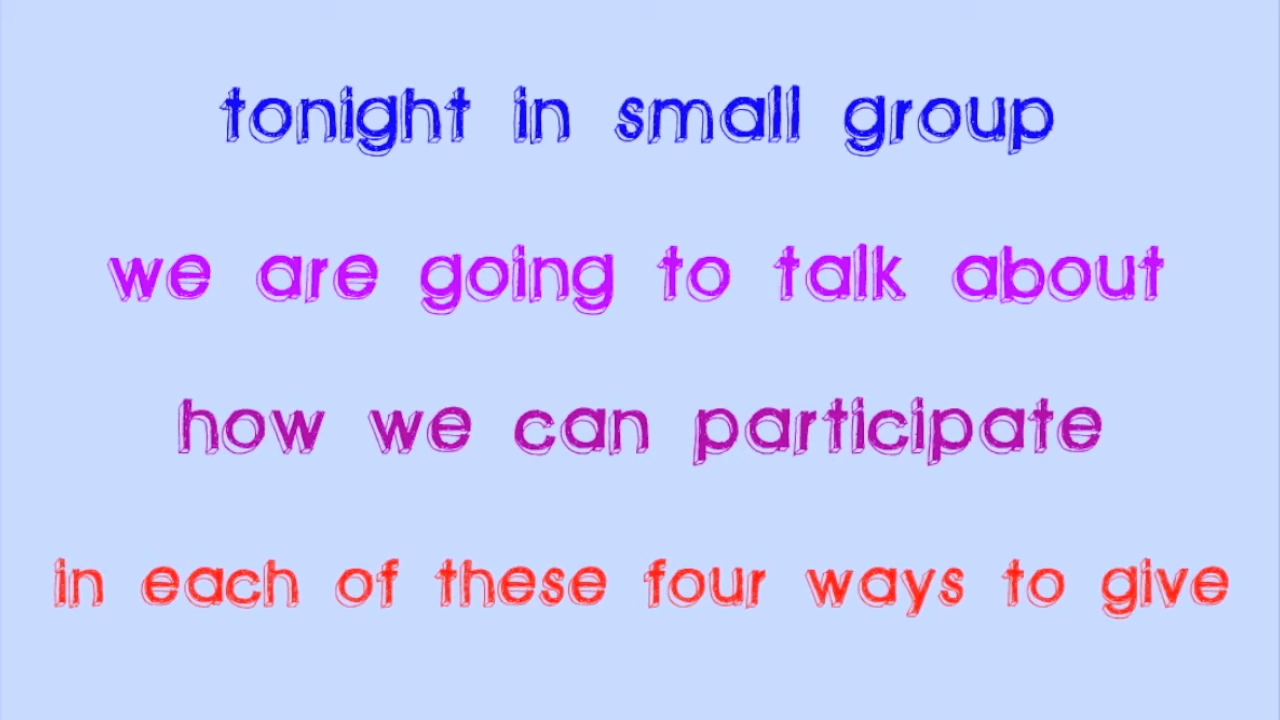 tonight in small group
we are going to talk about
how we can participate
in each of these four ways to give